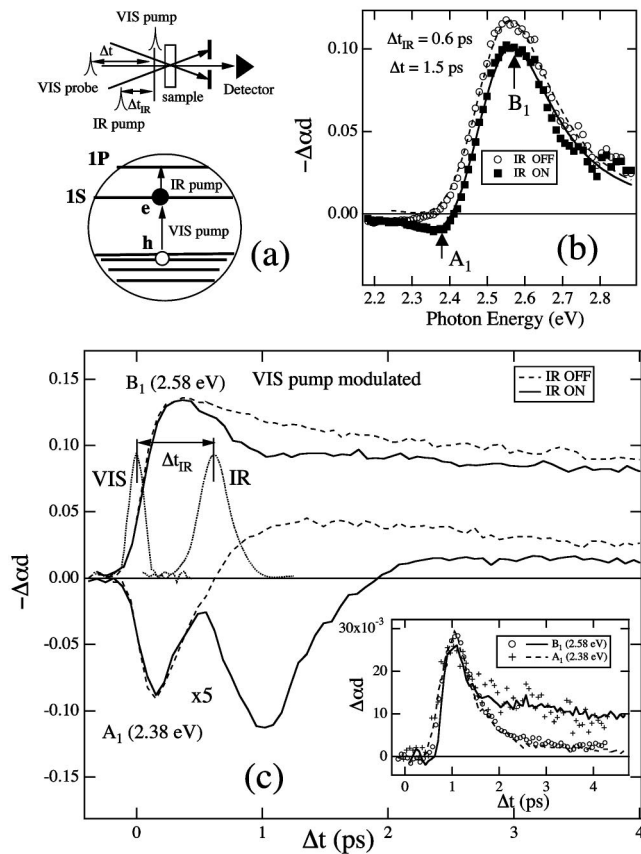 (a)
VIS pump
Δt
VIS probe
Δt_IR
sample
Detector
IR pump
1P
IR pump
1S
e
VIS pump
h
(b)
-Δαd
0.10
0.05
0.00
Δt_IR = 0.6 ps
Δt = 1.5 ps
B₁
IR OFF
IR ON
A₁
2.2 2.3 2.4 2.5 2.6 2.7 2.8
Photon Energy (eV)
(c)
-Δαd
0.15
0.10
0.05
0.00
-0.05
-0.10
-0.15
B₁ (2.58 eV)
VIS pump modulated
IR OFF
IR ON
VIS
Δt_IR
IR
x5
A₁ (2.38 eV)
0 1 2 3 4
Δt (ps)
30x10⁻³
20
10
0
Δαd
B₁ (2.58 eV)
A₁ (2.38 eV)
0 1 2 3 4
Δt (ps)